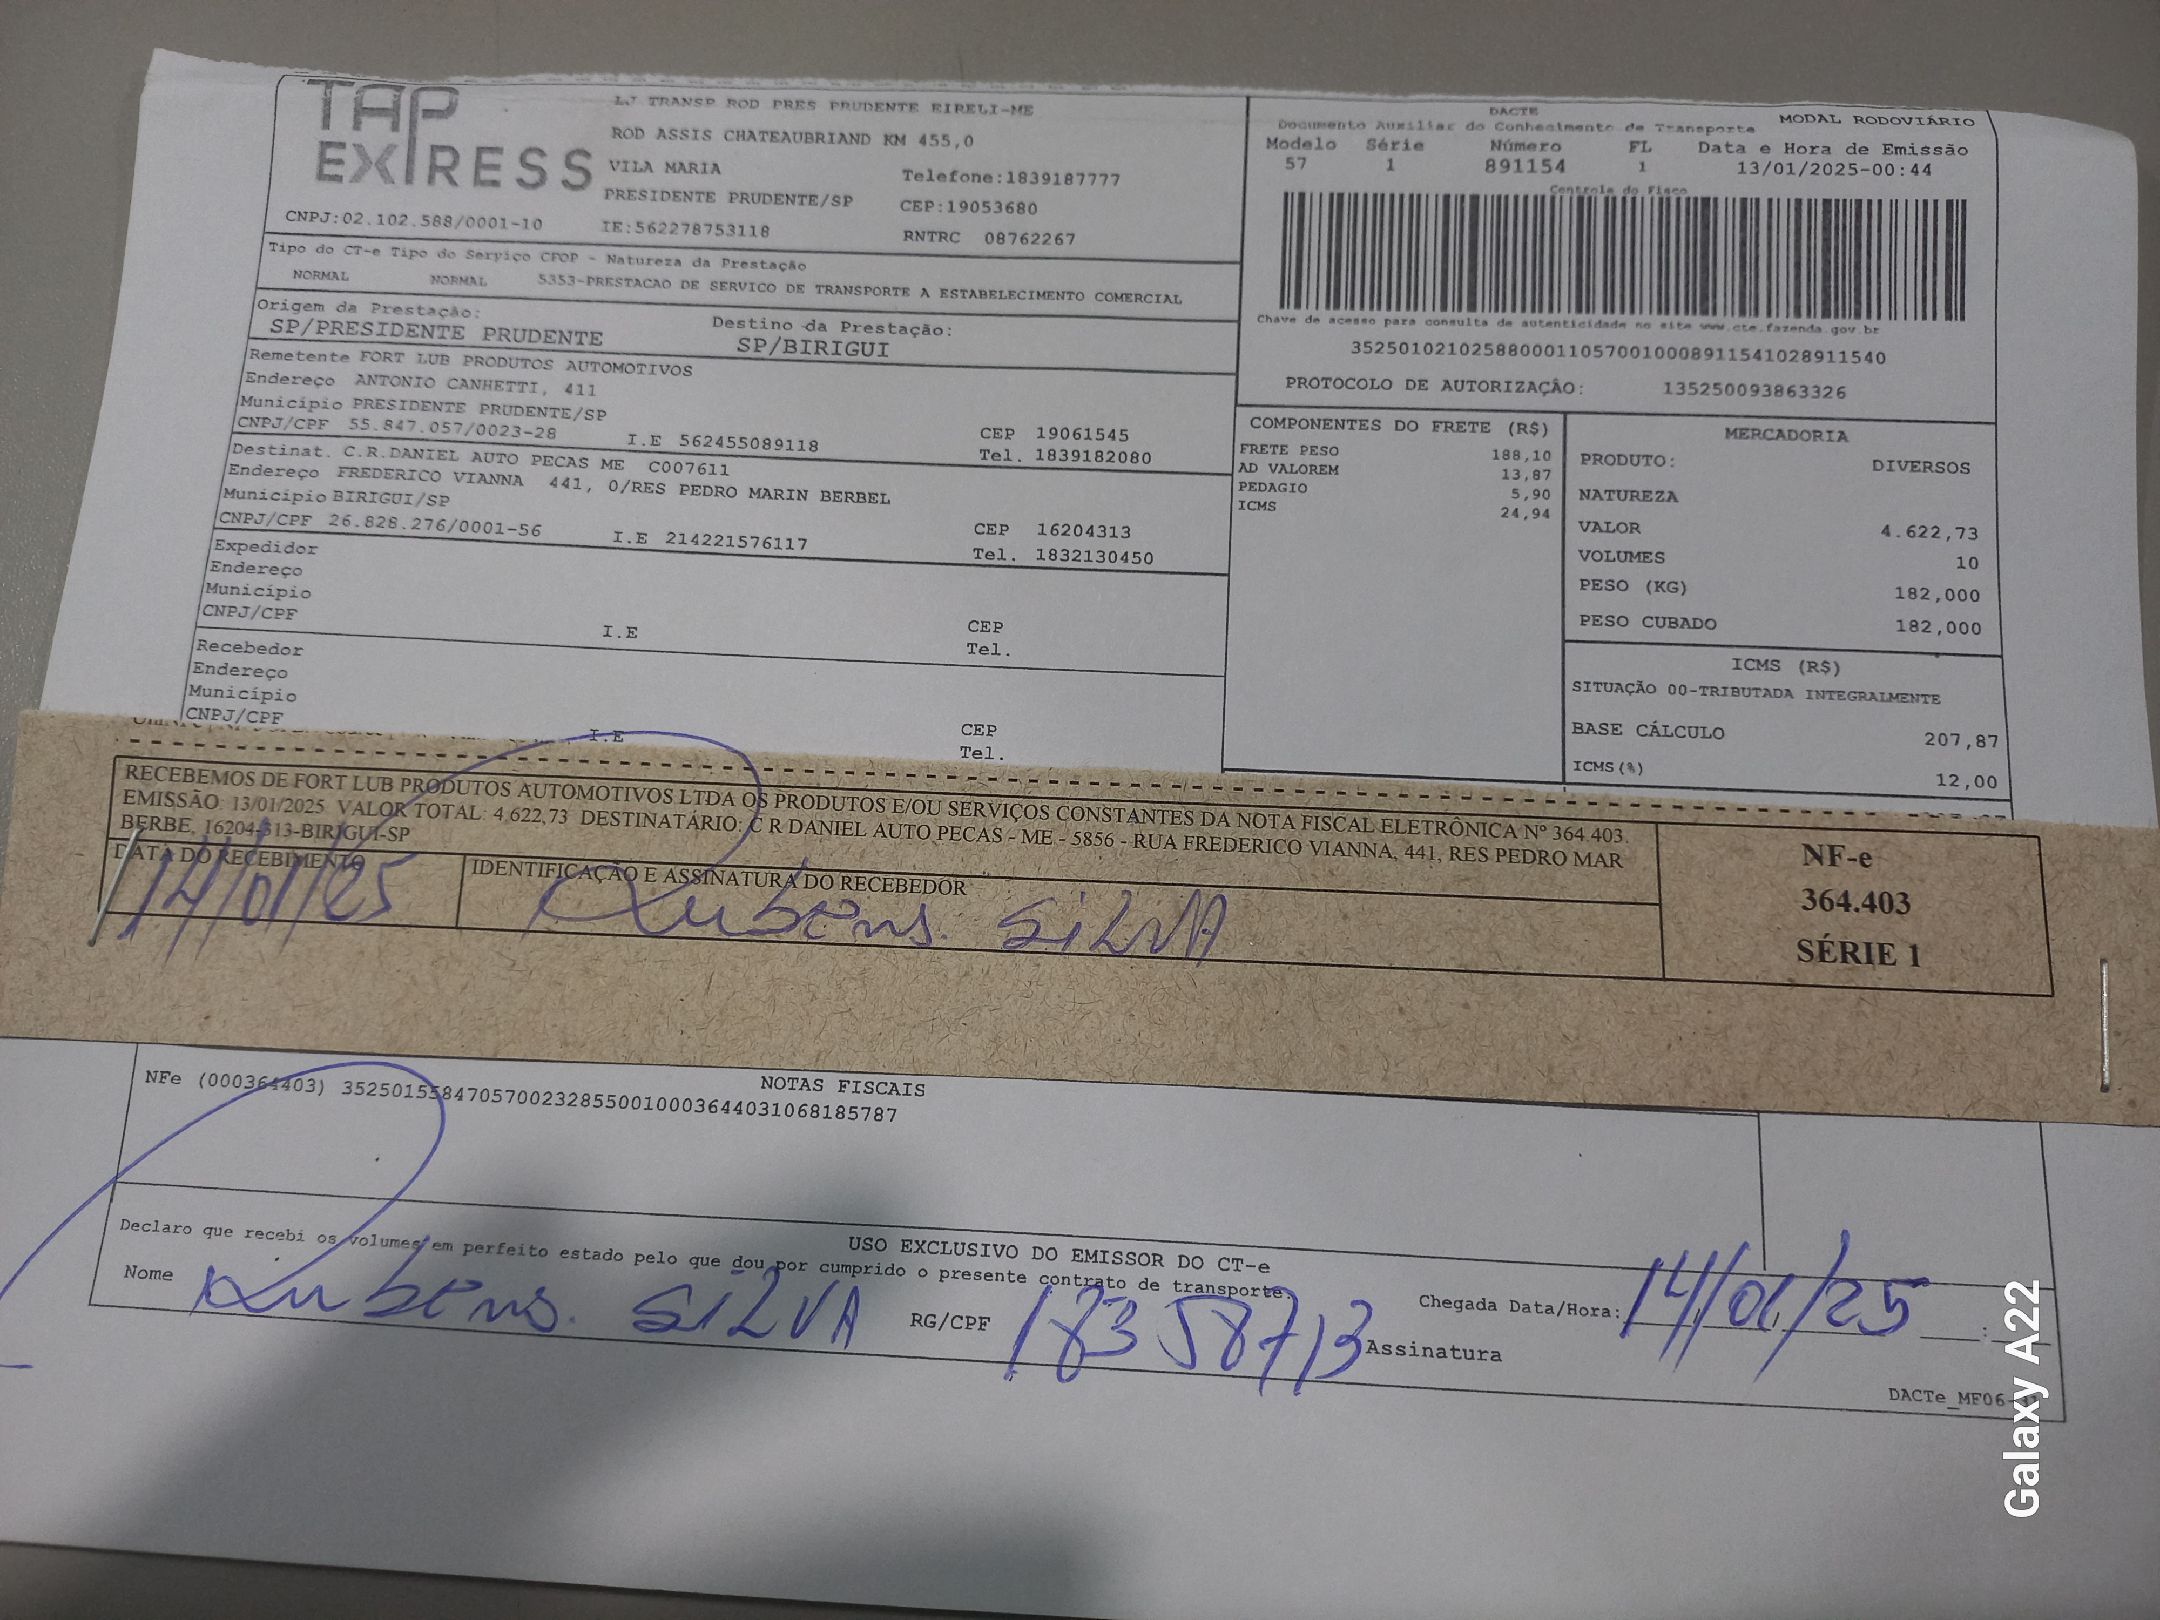 TAP EXPRESS
LJ TRANSP ROD PRES PRUDENTE EIRELI-ME
ROD ASSIS CHATEAUBRIAND KM 455,0
VILA MARIA Telefone:1839187777
PRESIDENTE PRUDENTE/SP CEP:19053680
CNPJ:02.102.588/0001-10 IE:562278753118 RNTRC 08762267
Tipo do CT-e Tipo do Serviço CFOP - Natureza da Prestação
NORMAL NORMAL 5353-PRESTACAO DE SERVICO DE TRANSPORTE A ESTABELECIMENTO COMERCIAL
Origem da Prestação: Destino da Prestação:
SP/PRESIDENTE PRUDENTE SP/BIRIGUI
Remetente FORT LUB PRODUTOS AUTOMOTIVOS
Endereço ANTONIO CANHETTI, 411
Município PRESIDENTE PRUDENTE/SP CEP 19061545
CNPJ/CPF 55.847.057/0023-28 I.E 562455089118 Tel. 1839182080
Destinat. C.R.DANIEL AUTO PECAS ME C007611
Endereço FREDERICO VIANNA 441, 0/RES PEDRO MARIN BERBEL
Município BIRIGUI/SP CEP 16204313
CNPJ/CPF 26.828.276/0001-56 I.E 214221576117 Tel. 1832130450
Expedidor
Endereço
Município CEP
CNPJ/CPF I.E Tel.
Recebedor
Endereço
Município CEP
CNPJ/CPF I.E Tel.
DACTE MODAL RODOVIÁRIO
Documento Auxiliar do Conhecimento de Transporte
Modelo Série Número FL Data e Hora de Emissão
57 1 891154 1 13/01/2025-00:44
Controle do Fisco
Chave de acesso para consulta de autenticidade no site www.cte.fazenda.gov.br
35250102102588000110570010008911541028911540
PROTOCOLO DE AUTORIZAÇÃO: 135250093863326
COMPONENTES DO FRETE (R$)
FRETE PESO 188,10
AD VALOREM 13,87
PEDAGIO 5,90
ICMS 24,94
MERCADORIA
PRODUTO: DIVERSOS
NATUREZA
VALOR 4.622,73
VOLUMES 10
PESO (KG) 182,000
PESO CUBADO 182,000
ICMS (R$)
SITUAÇÃO 00-TRIBUTADA INTEGRALMENTE
BASE CÁLCULO 207,87
ICMS(%) 12,00
RECEBEMOS DE FORT LUB PRODUTOS AUTOMOTIVOS LTDA OS PRODUTOS E/OU SERVIÇOS CONSTANTES DA NOTA FISCAL ELETRÔNICA Nº 364.403.
EMISSÃO: 13/01/2025 VALOR TOTAL: 4.622,73 DESTINATÁRIO: C R DANIEL AUTO PECAS - ME - 5856 - RUA FREDERICO VIANNA, 441, RES PEDRO MAR
BERBE, 16204-313-BIRIGUI-SP
DATA DO RECEBIMENTO IDENTIFICAÇÃO E ASSINATURA DO RECEBEDOR
14/01/25 Rubens. SILVA
NF-e
364.403
SÉRIE 1
NOTAS FISCAIS
NFe (000364403) 35250155847057002328550010003644031068185787
USO EXCLUSIVO DO EMISSOR DO CT-e
Declaro que recebi os volumes em perfeito estado pelo que dou por cumprido o presente contrato de transporte.
Nome Rubens. SILVA RG/CPF 18358713 Assinatura
Chegada Data/Hora: 14/01/25 :
Galaxy A22